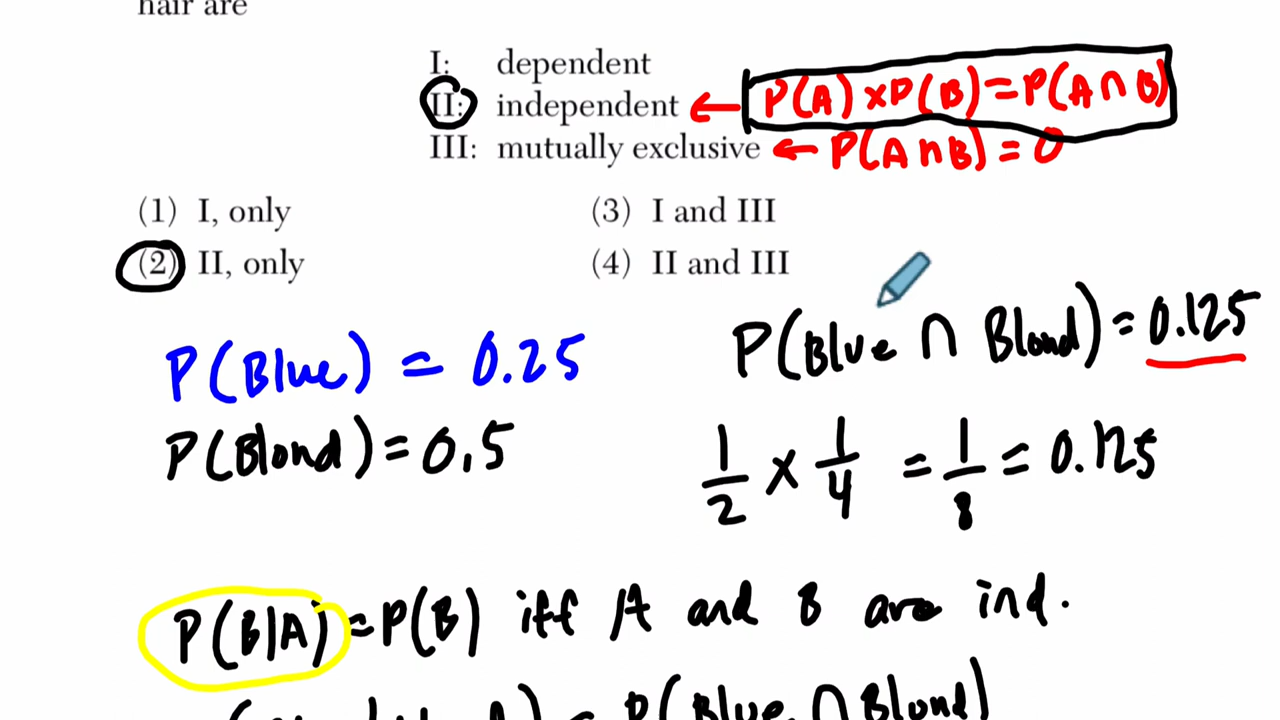 hair are
I: dependent
II: independent ← P(A) × P(B) = P(A ∩ B)
III: mutually exclusive ← P(A ∩ B) = 0
(1) I, only (3) I and III
(2) II, only (4) II and III
P(Blue) = 0.25
P(Blue ∩ Blond) = 0.125
P(Blond) = 0.5
1/2 × 1/4 = 1/8 = 0.125
P(B|A) = P(B) iff A and B are ind.
= P(Blue ∩ Blond)